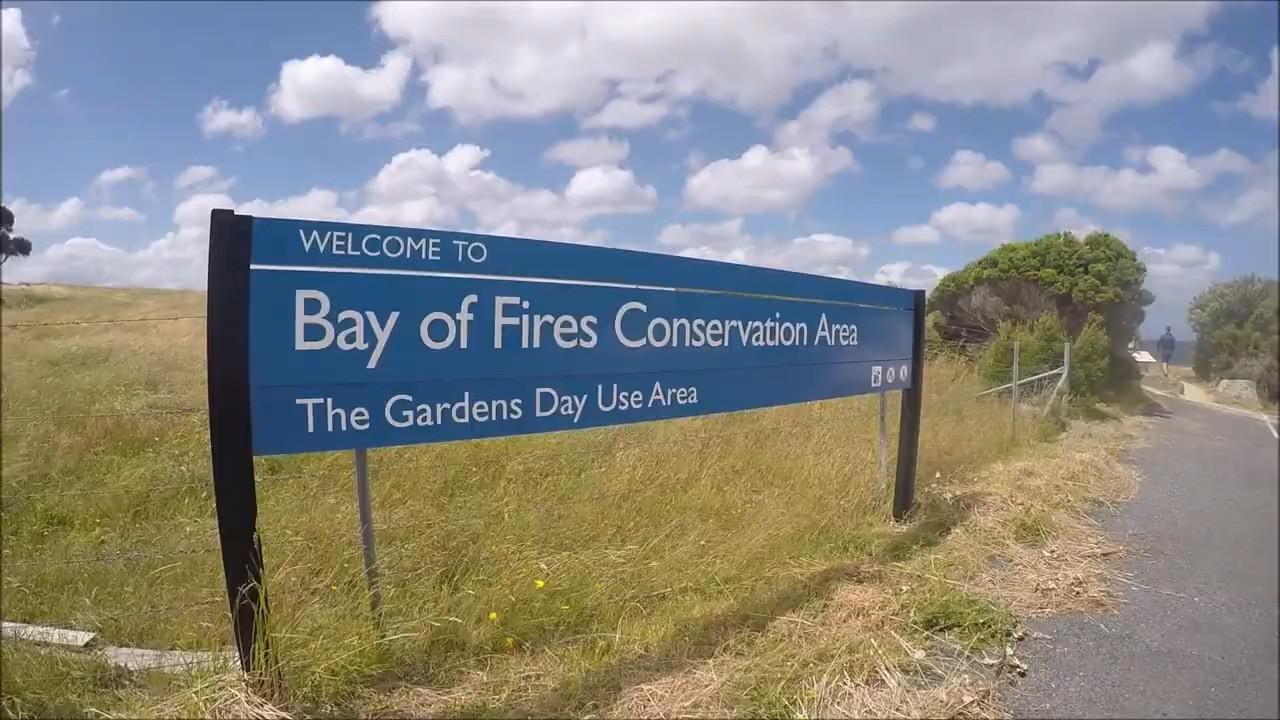 WELCOME TO
Bay of Fires Conservation Area
The Gardens Day Use Area